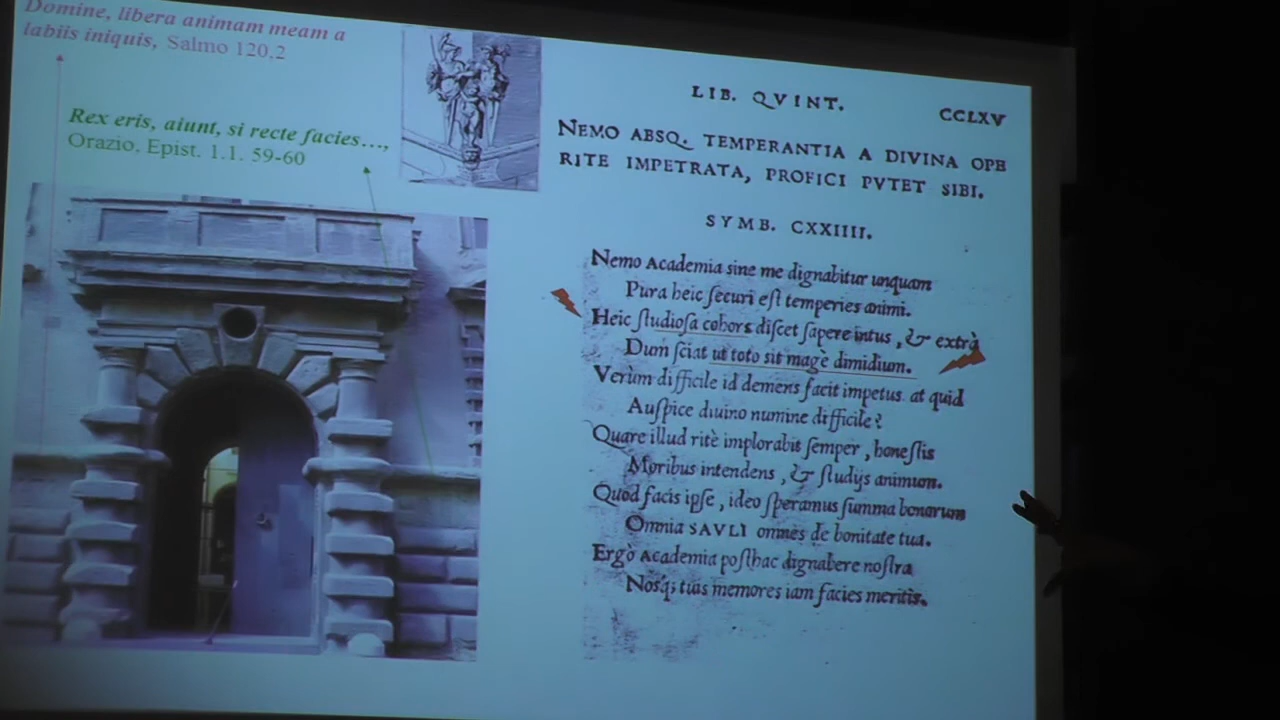 Domine, libera animam meam a
labiis iniquis, Salmo 120,2
Rex eris, aiunt, si recte facies...,
Orazio, Epist. 1.1. 59-60
LIB. QVINT. CCLXV
NEMO ABSQ. TEMPERANTIA A DIVINA OPE
RITE IMPETRATA, PROFICI PVTET SIBI.
SYMB. CXXIIII.
Nemo Academia sine me dignabitur unquam
Pura heic securi est temperies animi.
Heic studiosa cohors discet sapere intus, & extrà
Dum sciat ut toto sit magè dimidium.
Verùm difficile id demens facit impetus. at quid
Auspice diuino numine difficile?
Quare illud ritè implorabit semper, honestis
Moribus intendens, & studijs animum.
Quod facis ipse, ideo speramus summa bonorum
Omnia SAVLI omnes de bonitate tua.
Ergò Academia posthac dignabere nostra
Nosq; tuis memores iam facies meritis.